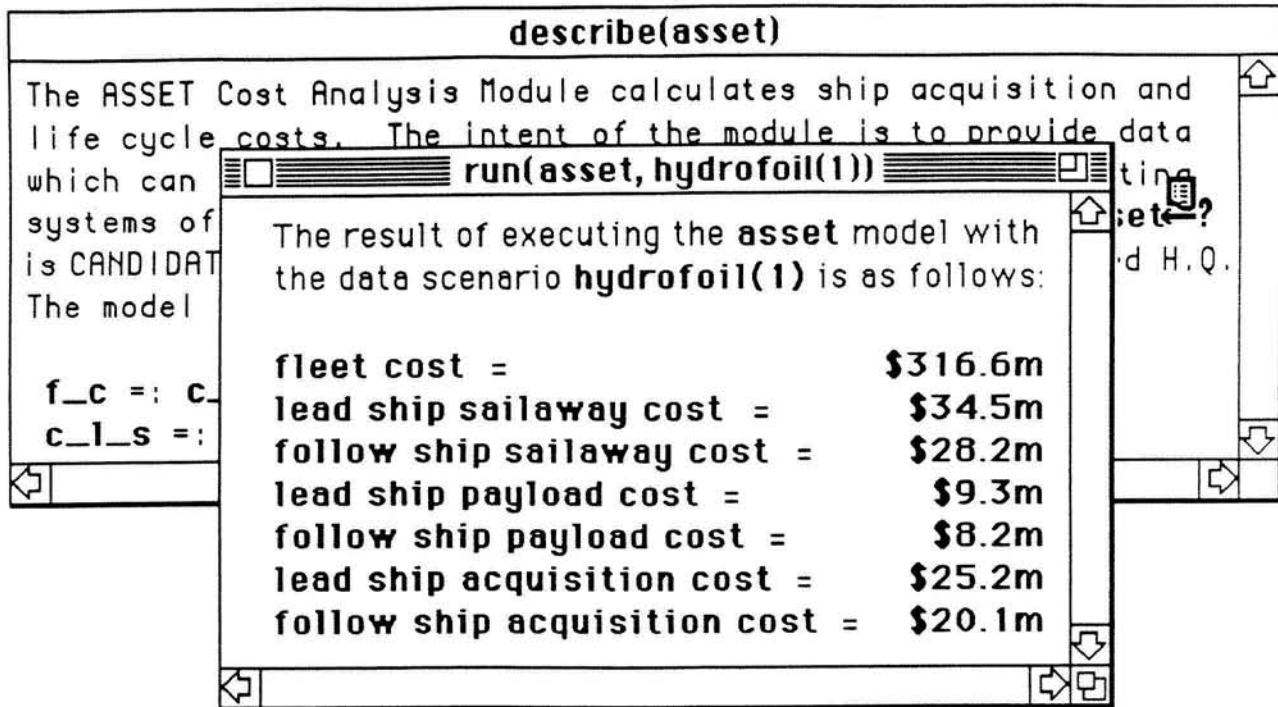 describe(asset)
The ASSET Cost Analysis Module calculates ship acquisition and
life cycle costs. The intent of the module is to provide data
which can
systems of
is CANDIDAT
d H.Q.
The model
f_c =: c_
c_l_s =:
run(asset, hydrofoil(1))
The result of executing the asset model with
the data scenario hydrofoil(1) is as follows:
fleet cost = $316.6m
lead ship sailaway cost = $34.5m
follow ship sailaway cost = $28.2m
lead ship payload cost = $9.3m
follow ship payload cost = $8.2m
lead ship acquisition cost = $25.2m
follow ship acquisition cost = $20.1m